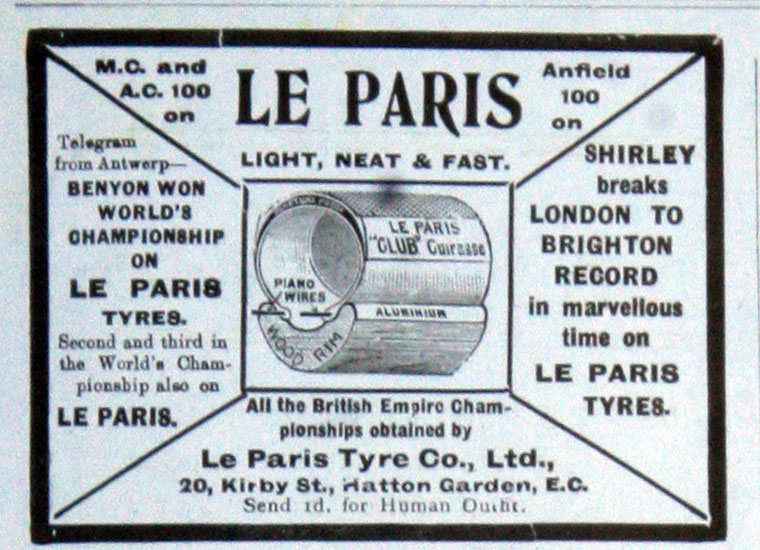 M.C. and
A.C. 100
on
LE PARIS
LIGHT, NEAT & FAST.
Anfield
100
on
Telegram
from Antwerp—
BENYON WON
WORLD'S
CHAMPIONSHIP
ON
LE PARIS
TYRES.
Second and third in
the World's Cham-
pionship also on
LE PARIS.
LE PARIS
"CLUB" Cuirasse
PIANO
WIRES
ALUMINIUM
WOOD RIM
SHIRLEY
breaks
LONDON TO
BRIGHTON
RECORD
in marvellous
time on
LE PARIS
TYRES.
All the British Empire Cham-
pionships obtained by
Le Paris Tyre Co., Ltd.,
20, Kirby St., Hatton Garden, E.C.
Send 1d. for Human Outfit.